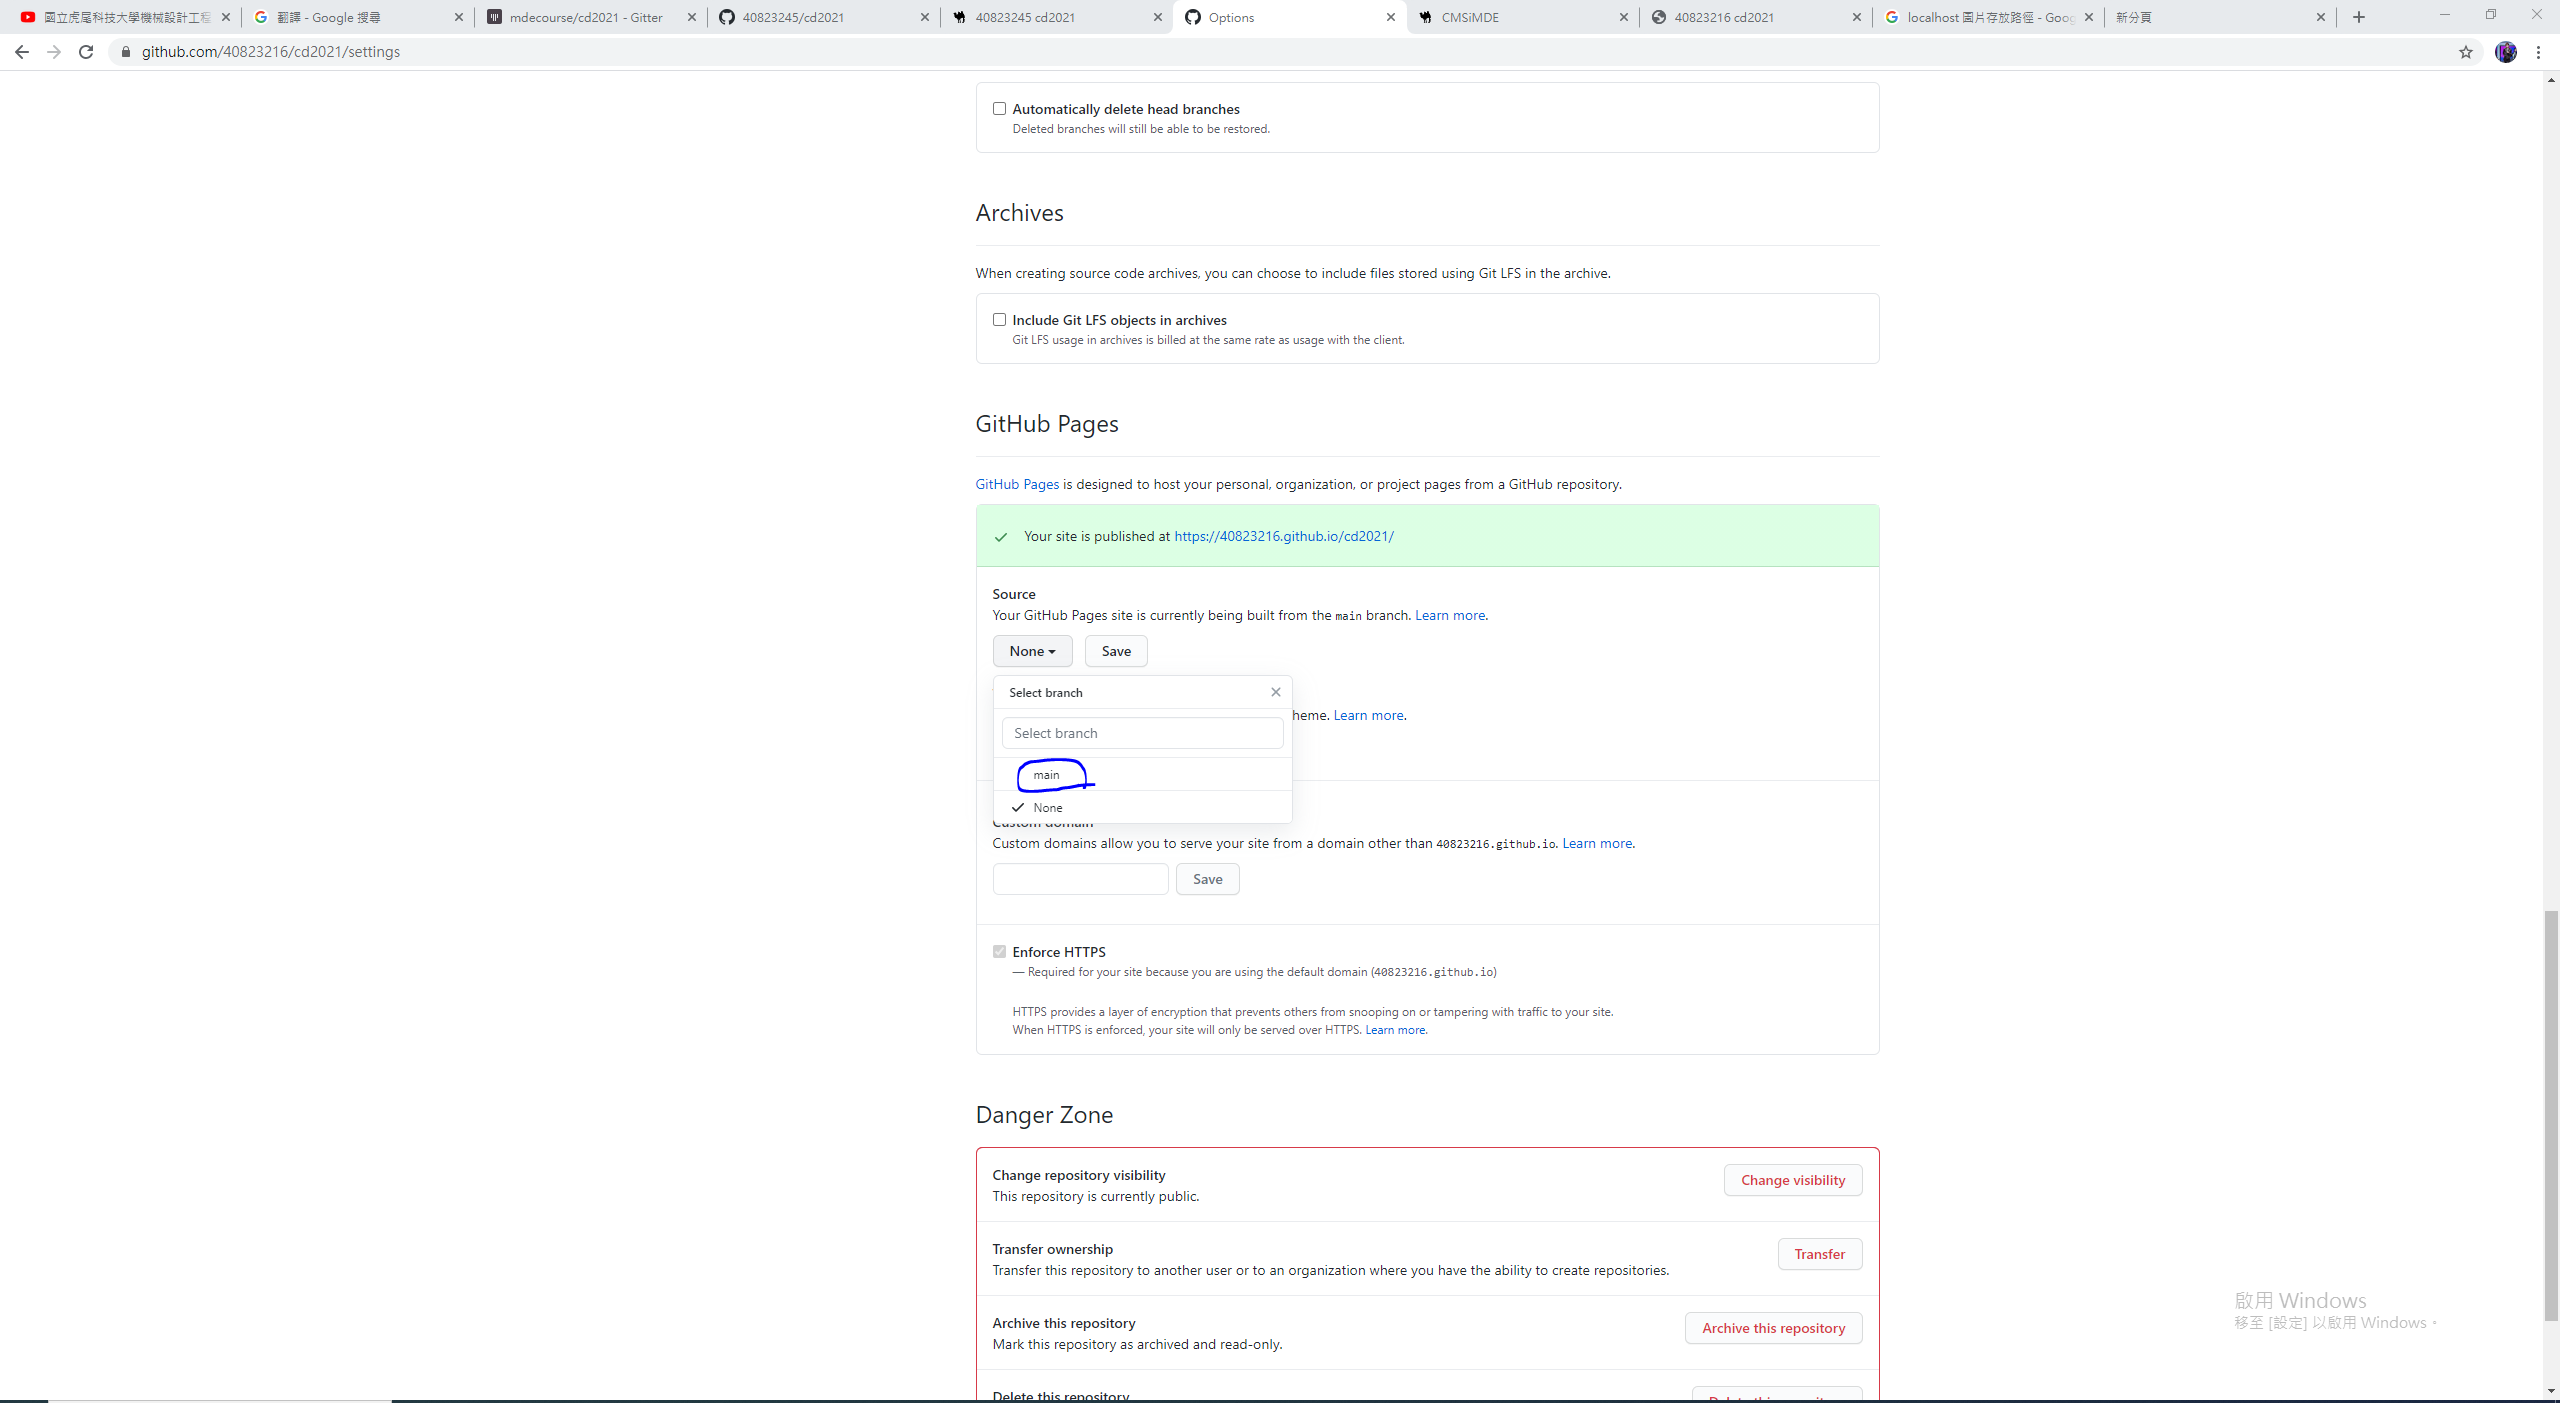 國立虎尾科技大學機械設計工程
翻譯 - Google 搜尋
mdecourse/cd2021 - Gitter
40823245/cd2021
40823245 cd2021
Options
CMSiMDE
40823216 cd2021
localhost 圖片存放路徑 - Goog
新分頁
github.com/40823216/cd2021/settings
Automatically delete head branches
Deleted branches will still be able to be restored.
Archives
When creating source code archives, you can choose to include files stored using Git LFS in the archive.
Include Git LFS objects in archives
Git LFS usage in archives is billed at the same rate as usage with the client.
GitHub Pages
GitHub Pages is designed to host your personal, organization, or project pages from a GitHub repository.
Your site is published at https://40823216.github.io/cd2021/
Source
Your GitHub Pages site is currently being built from the main branch. Learn more.
None Save
Select branch
heme. Learn more.
Select branch
main
None
Custom domain
Custom domains allow you to serve your site from a domain other than 40823216.github.io. Learn more.
Save
Enforce HTTPS
— Required for your site because you are using the default domain (40823216.github.io)
HTTPS provides a layer of encryption that prevents others from snooping on or tampering with traffic to your site.
When HTTPS is enforced, your site will only be served over HTTPS. Learn more.
Danger Zone
Change repository visibility
This repository is currently public.
Change visibility
Transfer ownership
Transfer this repository to another user or to an organization where you have the ability to create repositories.
Transfer
Archive this repository
Mark this repository as archived and read-only.
Archive this repository
啟用 Windows
移至 [設定] 以啟用 Windows。
Delete this repository